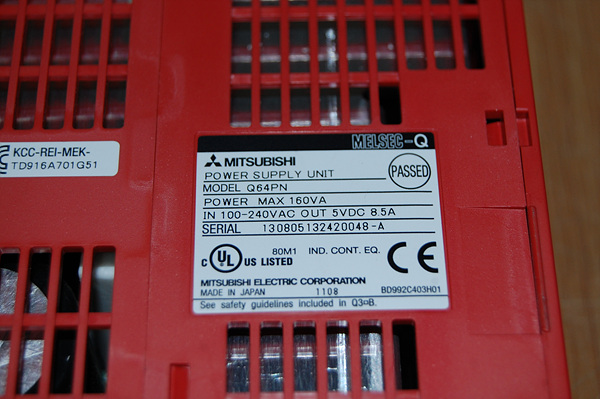 KCC-REI-MEK-
TD916A701G51
MELSEC-Q
MITSUBISHI
POWER SUPPLY UNIT
PASSED
MODEL Q64PN
POWER MAX 160VA
IN 100-240VAC OUT 5VDC 8.5A
SERIAL 130805132420048-A
C UL US LISTED 80M1 IND. CONT. EQ. CE
MITSUBISHI ELECTRIC CORPORATION
MADE IN JAPAN 1108 BD992C403H01
See safety guidelines included in Q3□B.